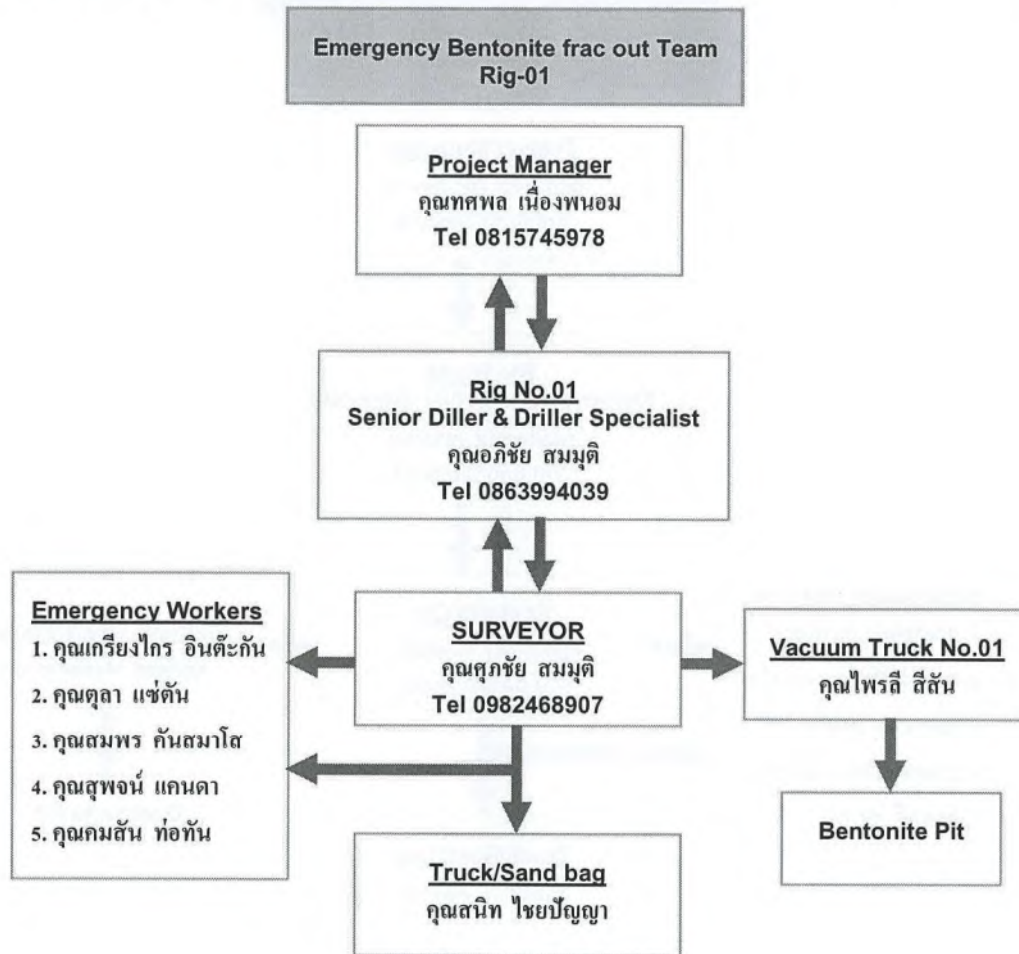 Emergency Bentonite frac out Team
Rig-01
Project Manager
คุณทศพล เนื่องพนอม
Tel 0815745978
Rig No.01
Senior Diller & Driller Specialist
คุณอภิชัย สมมุติ
Tel 0863994039
Emergency Workers
1. คุณเกรียงไกร อินต๊ะกัน
2. คุณตุลา แซ่ตัน
3. คุณสมพร คันสมาโส
4. คุณสุพจน์ แคนดา
5. คุณคมสัน ท่อทัน
SURVEYOR
คุณศุภชัย สมมุติ
Tel 0982468907
Vacuum Truck No.01
คุณไพรลี สีสัน
Bentonite Pit
Truck/Sand bag
คุณสนิท ไชยปัญญา